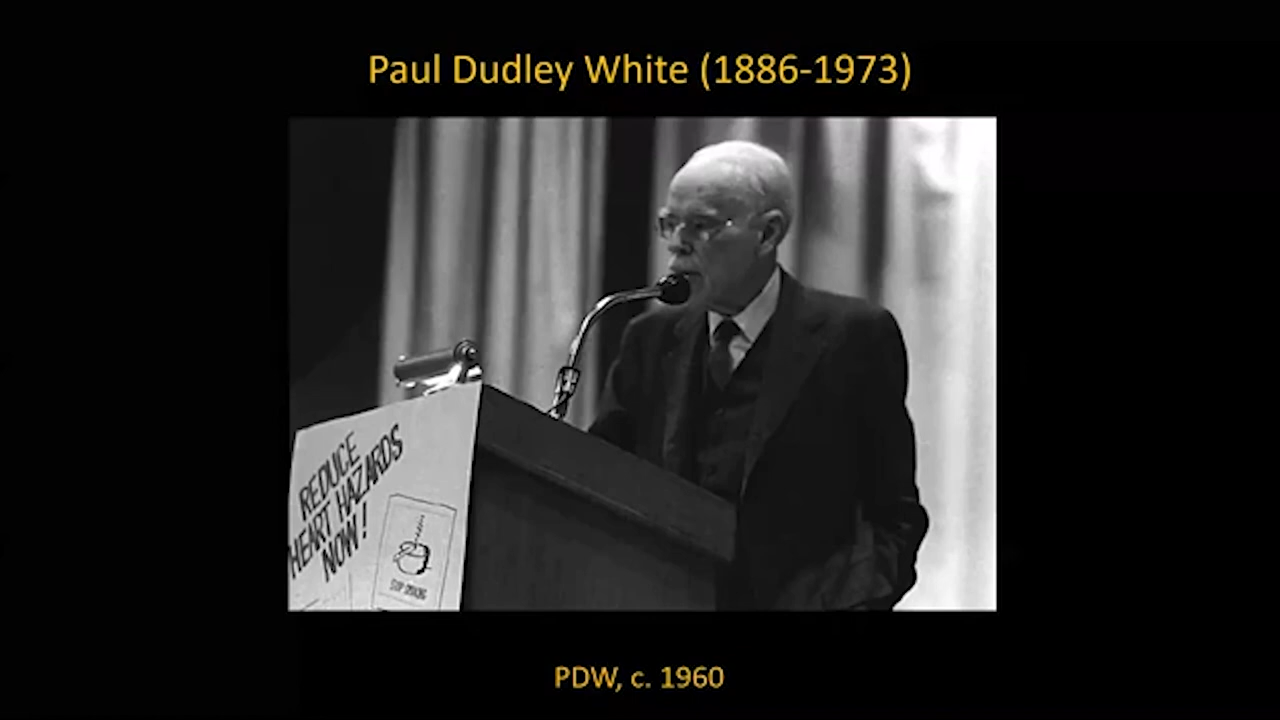 Paul Dudley White (1886-1973)
REDUCE
HEART HAZARDS
NOW!
STOP SMOKING
PDW, c. 1960